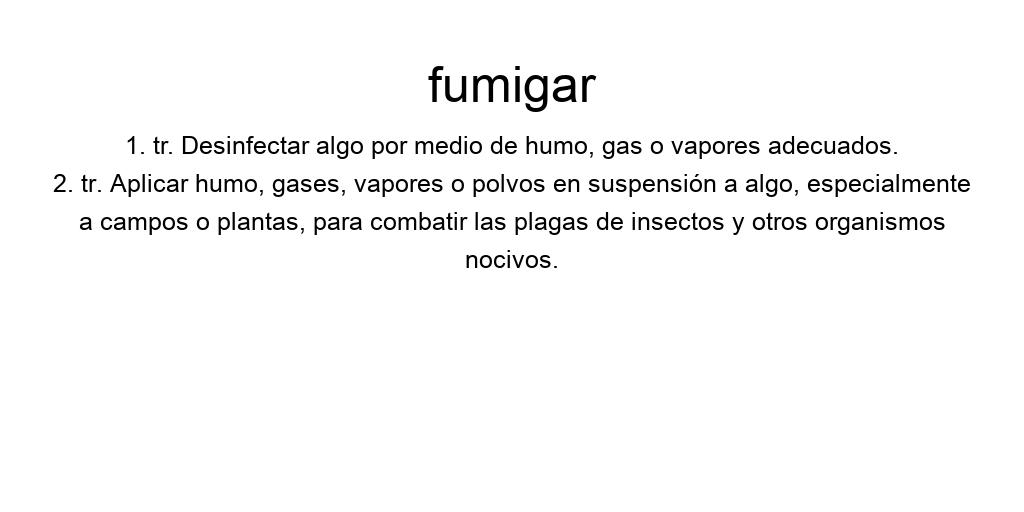 fumigar
1. tr. Desinfectar algo por medio de humo, gas o vapores adecuados.
2. tr. Aplicar humo, gases, vapores o polvos en suspensión a algo, especialmente
a campos o plantas, para combatir las plagas de insectos y otros organismos
nocivos.